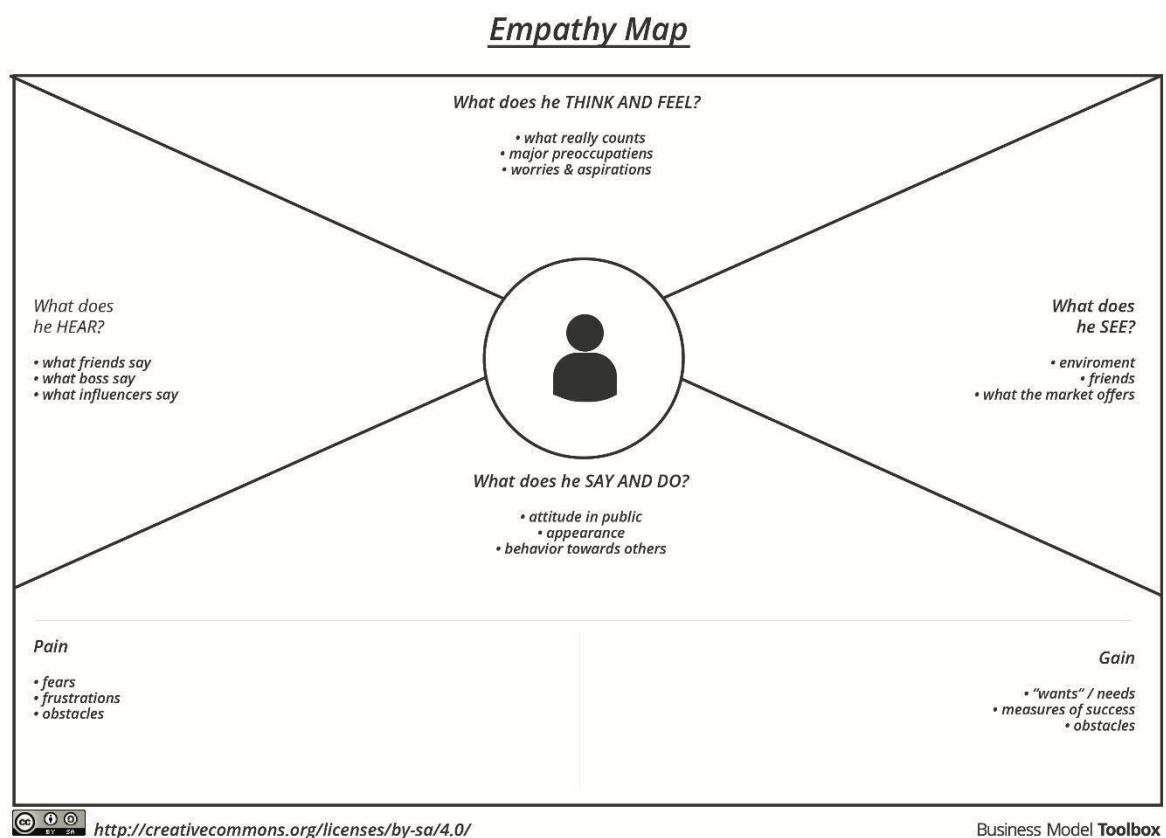 Empathy Map
What does he THINK AND FEEL?
• what really counts
• major preoccupatiens
• worries & aspirations
What does
he HEAR?
• what friends say
• what boss say
• what influencers say
What does
he SEE?
• enviroment
• friends
• what the market offers
What does he SAY AND DO?
• attitude in public
• appearance
• behavior towards others
Pain
• fears
• frustrations
• obstacles
Gain
• “wants“ / needs
• measures of success
• obstacles
cc BY SA
http://creativecommons.org/licenses/by-sa/4.0/
Business Model Toolbox